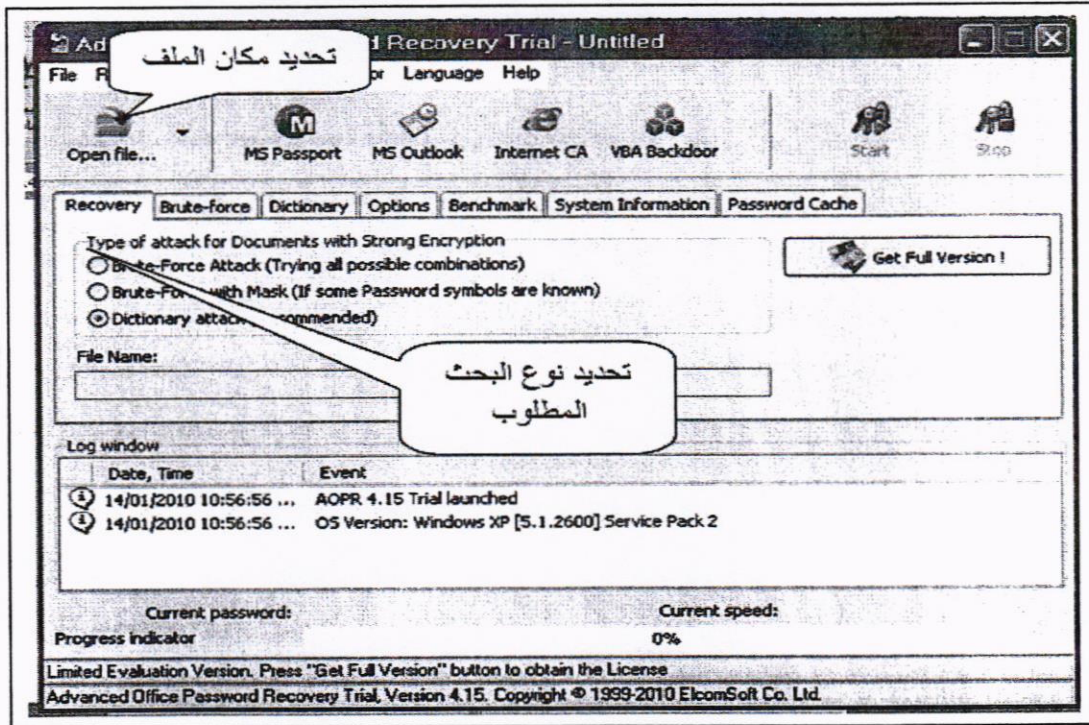 Ad
d Recovery Trial - Untitled
تحديد مكان الملف
File R
or Language Help
Open file...
MS Passport
MS Outlook
Internet CA
VBA Backdoor
Start
Stop
Recovery
Brute-force
Dictionary
Options
Benchmark
System Information
Password Cache
Type of attack for Documents with Strong Encryption
Get Full Version !
Brute-Force Attack (Trying all possible combinations)
Brute-Force with Mask (If some Password symbols are known)
Dictionary attack ommended)
File Name:
تحديد نوع البحث
المطلوب
Log window
Date, Time
Event
14/01/2010 10:56:56 ...
AOPR 4.15 Trial launched
14/01/2010 10:56:56 ...
OS Version: Windows XP [5.1.2600] Service Pack 2
Current password:
Current speed:
Progress indicator
0%
Limited Evaluation Version. Press "Get Full Version" button to obtain the License
Advanced Office Password Recovery Trial, Version 4.15. Copyright © 1999-2010 ElcomSoft Co. Ltd.